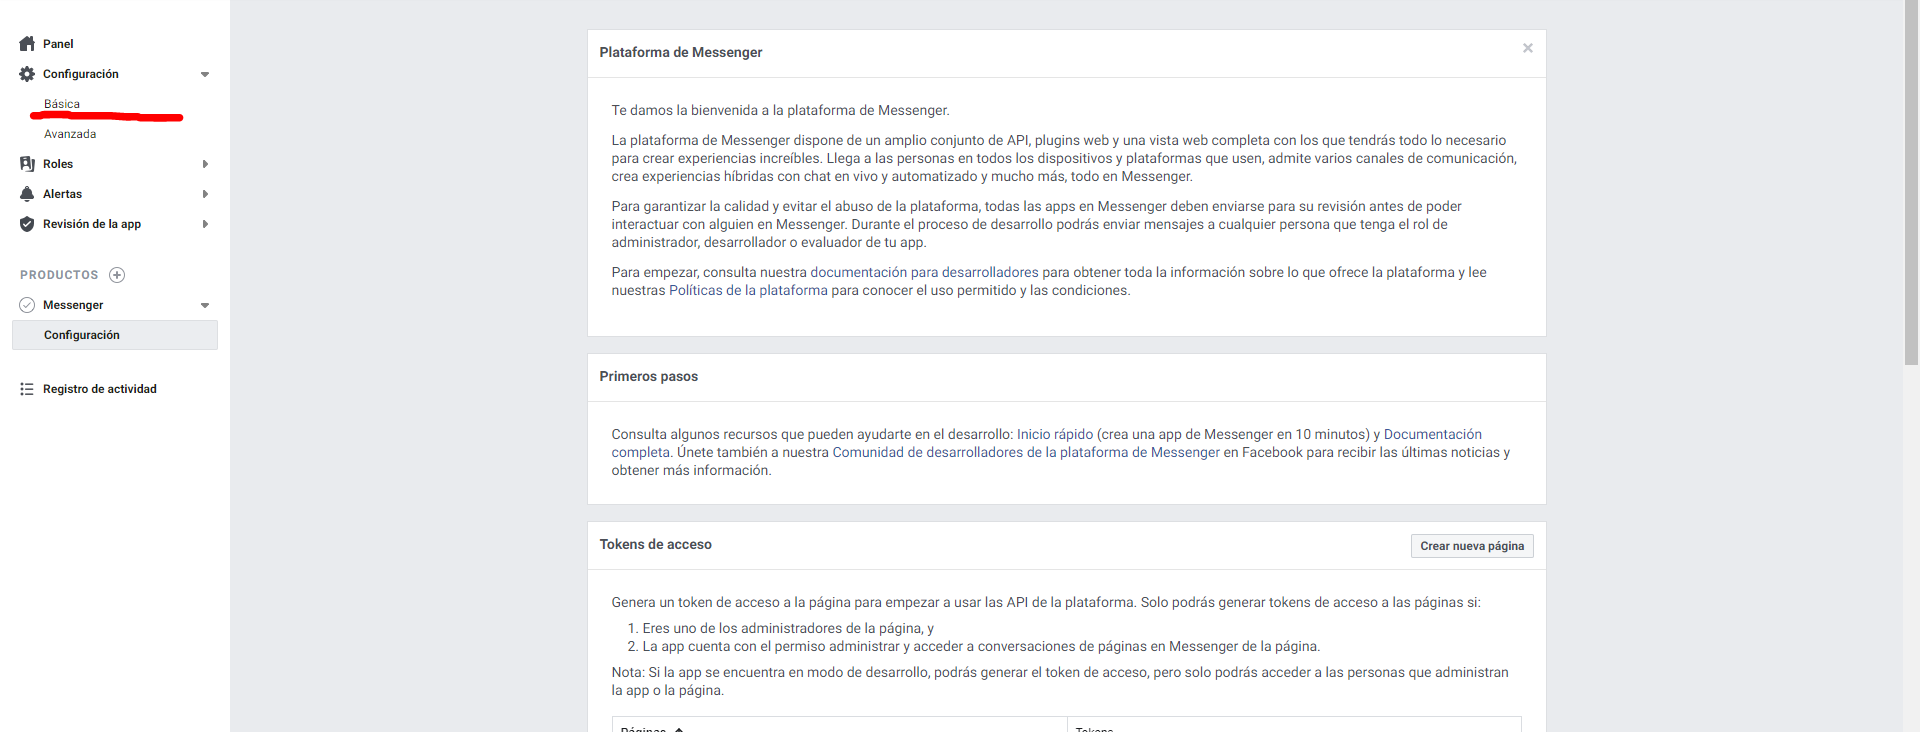 Panel
Configuración
Básica
Avanzada
Roles
Alertas
Revisión de la app
PRODUCTOS
Messenger
Configuración
Registro de actividad
Plataforma de Messenger
Te damos la bienvenida a la plataforma de Messenger.
La plataforma de Messenger dispone de un amplio conjunto de API, plugins web y una vista web completa con los que tendrás todo lo necesario
para crear experiencias increíbles. Llega a las personas en todos los dispositivos y plataformas que usen, admite varios canales de comunicación,
crea experiencias híbridas con chat en vivo y automatizado y mucho más, todo en Messenger.
Para garantizar la calidad y evitar el abuso de la plataforma, todas las apps en Messenger deben enviarse para su revisión antes de poder
interactuar con alguien en Messenger. Durante el proceso de desarrollo podrás enviar mensajes a cualquier persona que tenga el rol de
administrador, desarrollador o evaluador de tu app.
Para empezar, consulta nuestra documentación para desarrolladores para obtener toda la información sobre lo que ofrece la plataforma y lee
nuestras Políticas de la plataforma para conocer el uso permitido y las condiciones.
Primeros pasos
Consulta algunos recursos que pueden ayudarte en el desarrollo: Inicio rápido (crea una app de Messenger en 10 minutos) y Documentación
completa. Únete también a nuestra Comunidad de desarrolladores de la plataforma de Messenger en Facebook para recibir las últimas noticias y
obtener más información.
Tokens de acceso
Crear nueva página
Genera un token de acceso a la página para empezar a usar las API de la plataforma. Solo podrás generar tokens de acceso a las páginas si:
1. Eres uno de los administradores de la página, y
2. La app cuenta con el permiso administrar y acceder a conversaciones de páginas en Messenger de la página.
Nota: Si la app se encuentra en modo de desarrollo, podrás generar el token de acceso, pero solo podrás acceder a las personas que administran
la app o la página.
Páginas
Tokens